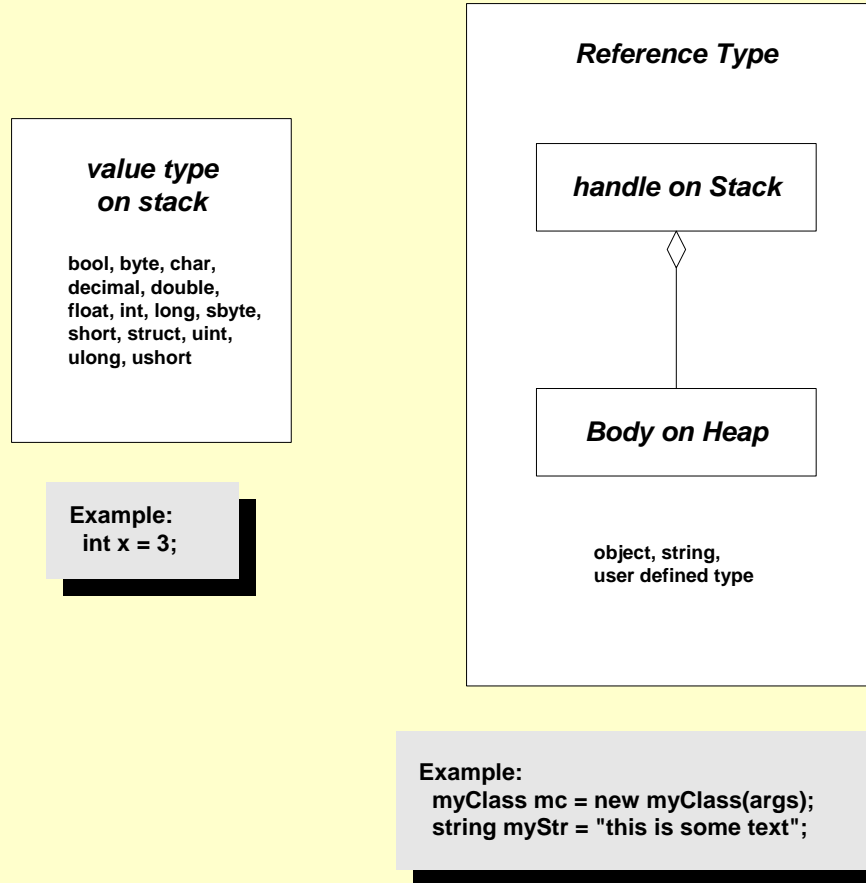 value type
on stack
bool, byte, char,
decimal, double,
float, int, long, sbyte,
short, struct, uint,
ulong, ushort
Example:
int x = 3;
Reference Type
handle on Stack
Body on Heap
object, string,
user defined type
Example:
myClass mc = new myClass(args);
string myStr = "this is some text";